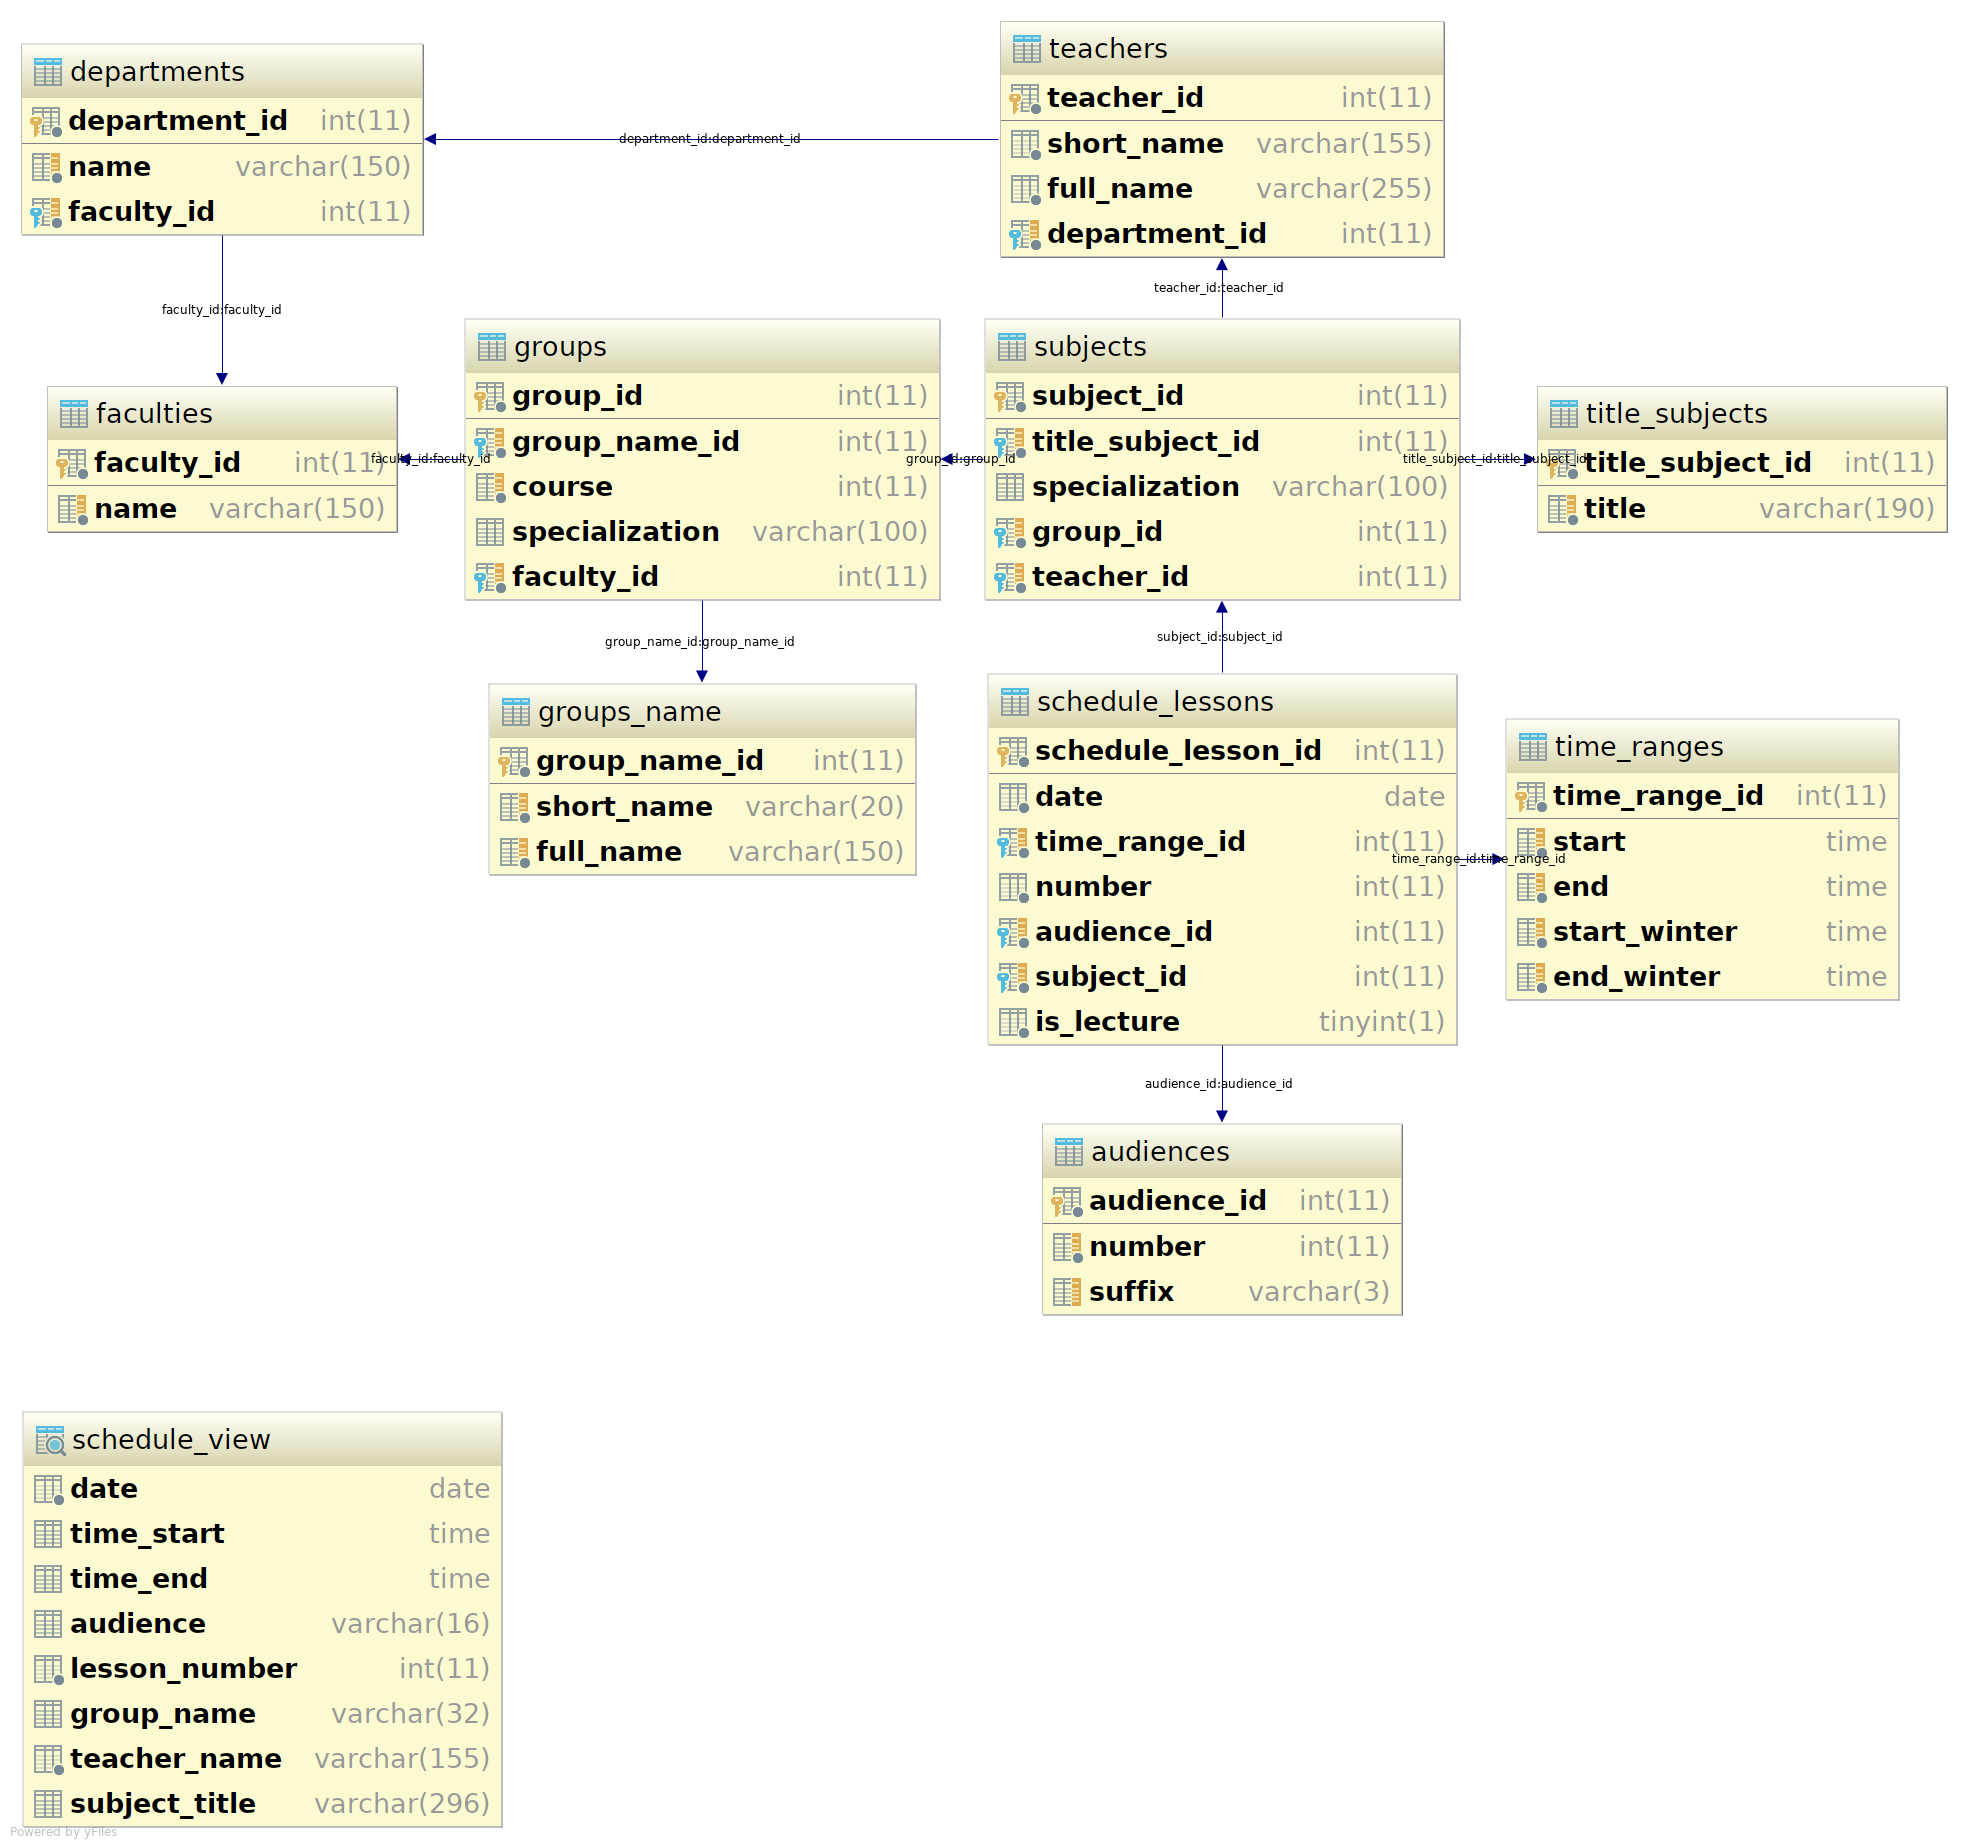 departments
department_id int(11)
name varchar(150)
faculty_id int(11)
teachers
teacher_id int(11)
short_name varchar(155)
full_name varchar(255)
department_id int(11)
department_id:department_id
faculty_id:faculty_id
teacher_id:teacher_id
faculties
faculty_id int(11)
name varchar(150)
faculty_id:faculty_id
groups
group_id int(11)
group_name_id int(11)
course int(11)
specialization varchar(100)
faculty_id int(11)
group_id:group_id
subjects
subject_id int(11)
title_subject_id int(11)
specialization varchar(100)
group_id int(11)
teacher_id int(11)
title_subject_id:title_subject_id
title_subjects
title_subject_id int(11)
title varchar(190)
group_name_id:group_name_id
subject_id:subject_id
groups_name
group_name_id int(11)
short_name varchar(20)
full_name varchar(150)
schedule_lessons
schedule_lesson_id int(11)
date date
time_range_id int(11)
number int(11)
audience_id int(11)
subject_id int(11)
is_lecture tinyint(1)
time_range_id:time_range_id
time_ranges
time_range_id int(11)
start time
end time
start_winter time
end_winter time
audience_id:audience_id
audiences
audience_id int(11)
number int(11)
suffix varchar(3)
schedule_view
date date
time_start time
time_end time
audience varchar(16)
lesson_number int(11)
group_name varchar(32)
teacher_name varchar(155)
subject_title varchar(296)
Powered by yFiles